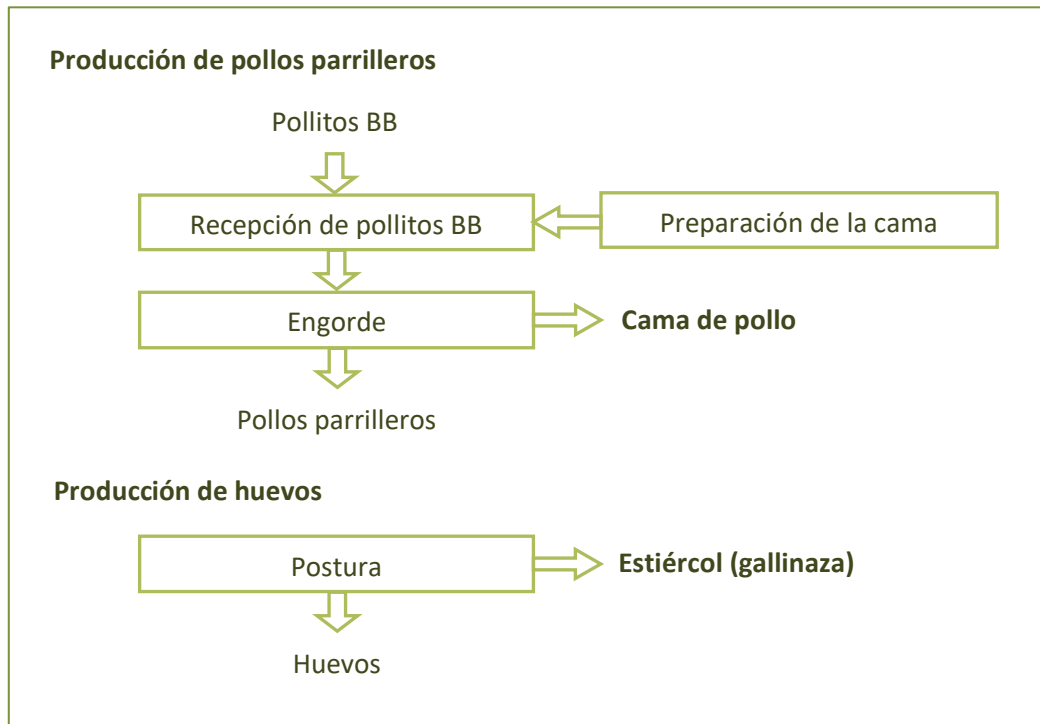 Producción de pollos parrilleros
Pollitos BB
Recepción de pollitos BB
Preparación de la cama
Engorde
Cama de pollo
Pollos parrilleros
Producción de huevos
Postura
Estiércol (gallinaza)
Huevos